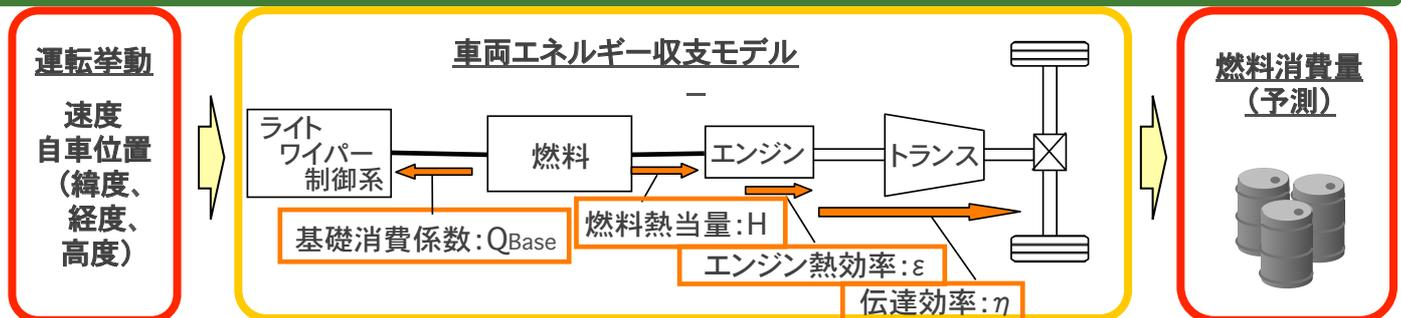 運転挙動
速度
自車位置
（緯度、
経度、
高度）
車両エネルギー収支モデル
ライト
ワイパー
制御系
燃料
エンジン
トランス
基礎消費係数：QBase
燃料熱当量：H
エンジン熱効率：ε
伝達効率：η
燃料消費量
（予測）